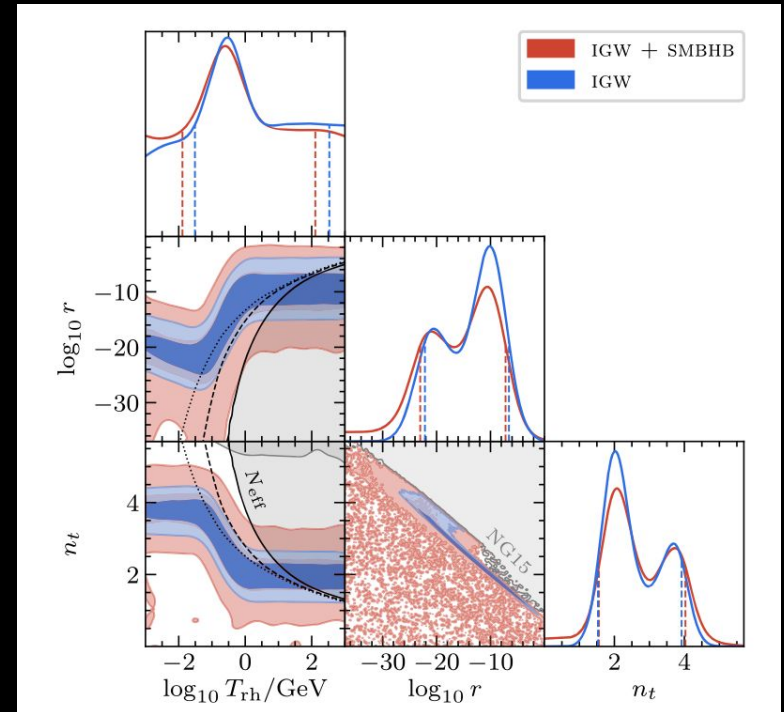 IGW + SMBHB
IGW
−10
−20
−30
log₁₀ r
N_eff
4
2
n_t
NG15
−2 0 2
−30 −20 −10
2 4
log₁₀ T_rh/GeV
log₁₀ r
n_t